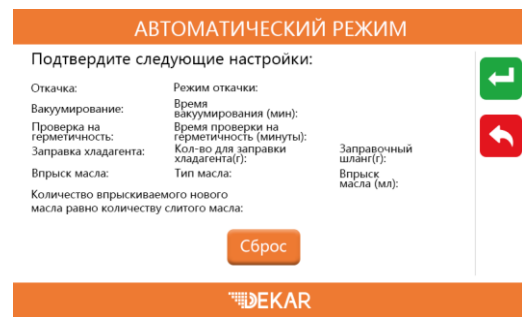 АВТОМАТИЧЕСКИЙ РЕЖИМ
Подтвердите следующие настройки:
Откачка: Режим откачки:
Вакуумирование: Время вакуумирования (мин):
Проверка на герметичность: Время проверки на герметичность (минуты):
Заправка хладагента: Кол-во для заправки хладагента(г): Заправочный шланг(г):
Впрыск масла: Тип масла: Впрыск масла (мл):
Количество впрыскиваемого нового
масла равно количеству слитого масла:
Сброс
DEKAR